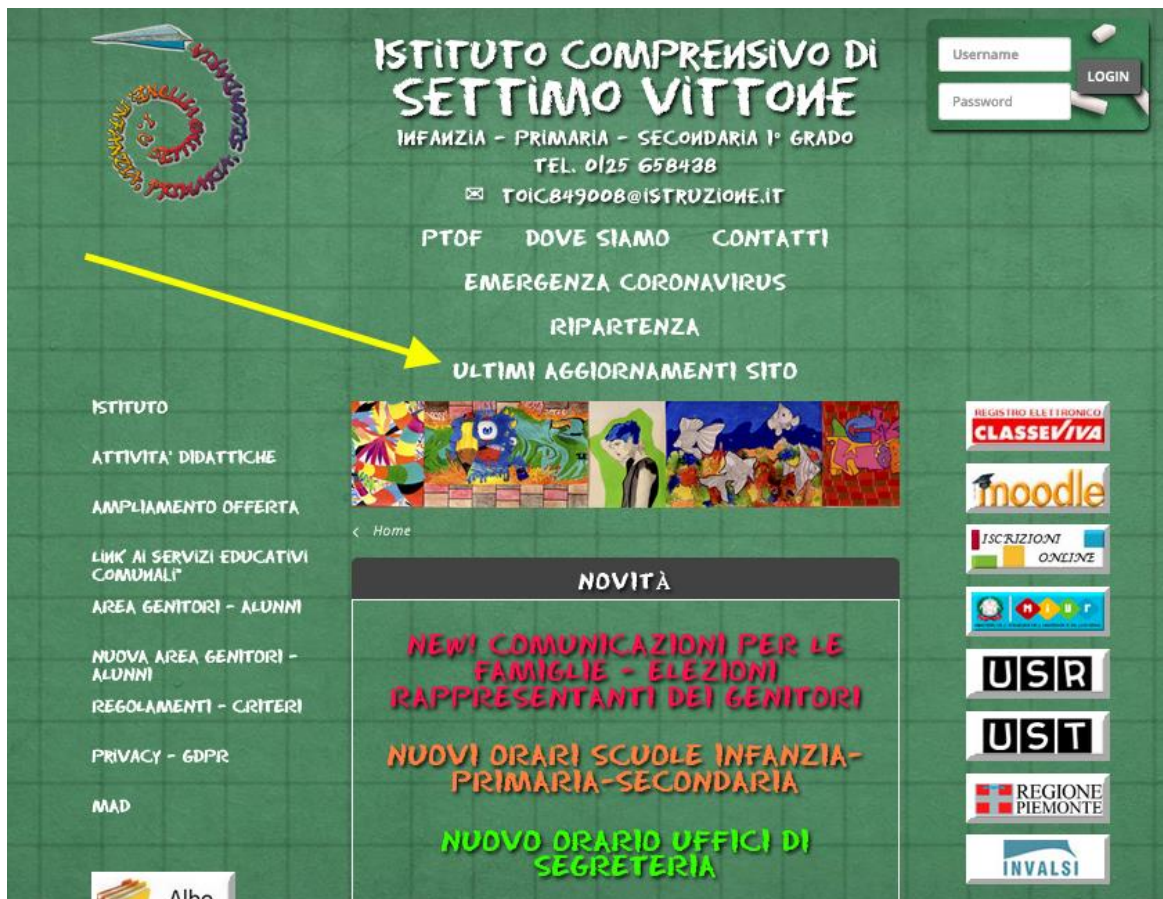 ISTITUTO COMPRENSIVO DI
SETTIMO VITTONE
INFANZIA - PRIMARIA - SECONDARIA 1° GRADO
TEL. 0125 658438
✉ TOIC849008@ISTRUZIONE.IT
Username
Password
LOGIN
PTOF DOVE SIAMO CONTATTI
EMERGENZA CORONAVIRUS
RIPARTENZA
ULTIMI AGGIORNAMENTI SITO
ISTITUTO
ATTIVITA' DIDATTICHE
AMPLIAMENTO OFFERTA
LINK AI SERVIZI EDUCATIVI
COMUNALI"
AREA GENITORI - ALUNNI
NUOVA AREA GENITORI -
ALUNNI
REGOLAMENTI - CRITERI
PRIVACY - GDPR
MAD
Albo
< Home
NOVITÀ
NEW! COMUNICAZIONI PER LE
FAMIGLIE - ELEZIONI
RAPPRESENTANTI DEI GENITORI
NUOVI ORARI SCUOLE INFANZIA-
PRIMARIA-SECONDARIA
NUOVO ORARIO UFFICI DI
SEGRETERIA
REGISTRO ELETTRONICO
CLASSEVIVA
moodle
ISCRIZIONI
ONLINE
miur
USR
UST
REGIONE
PIEMONTE
INVALSI